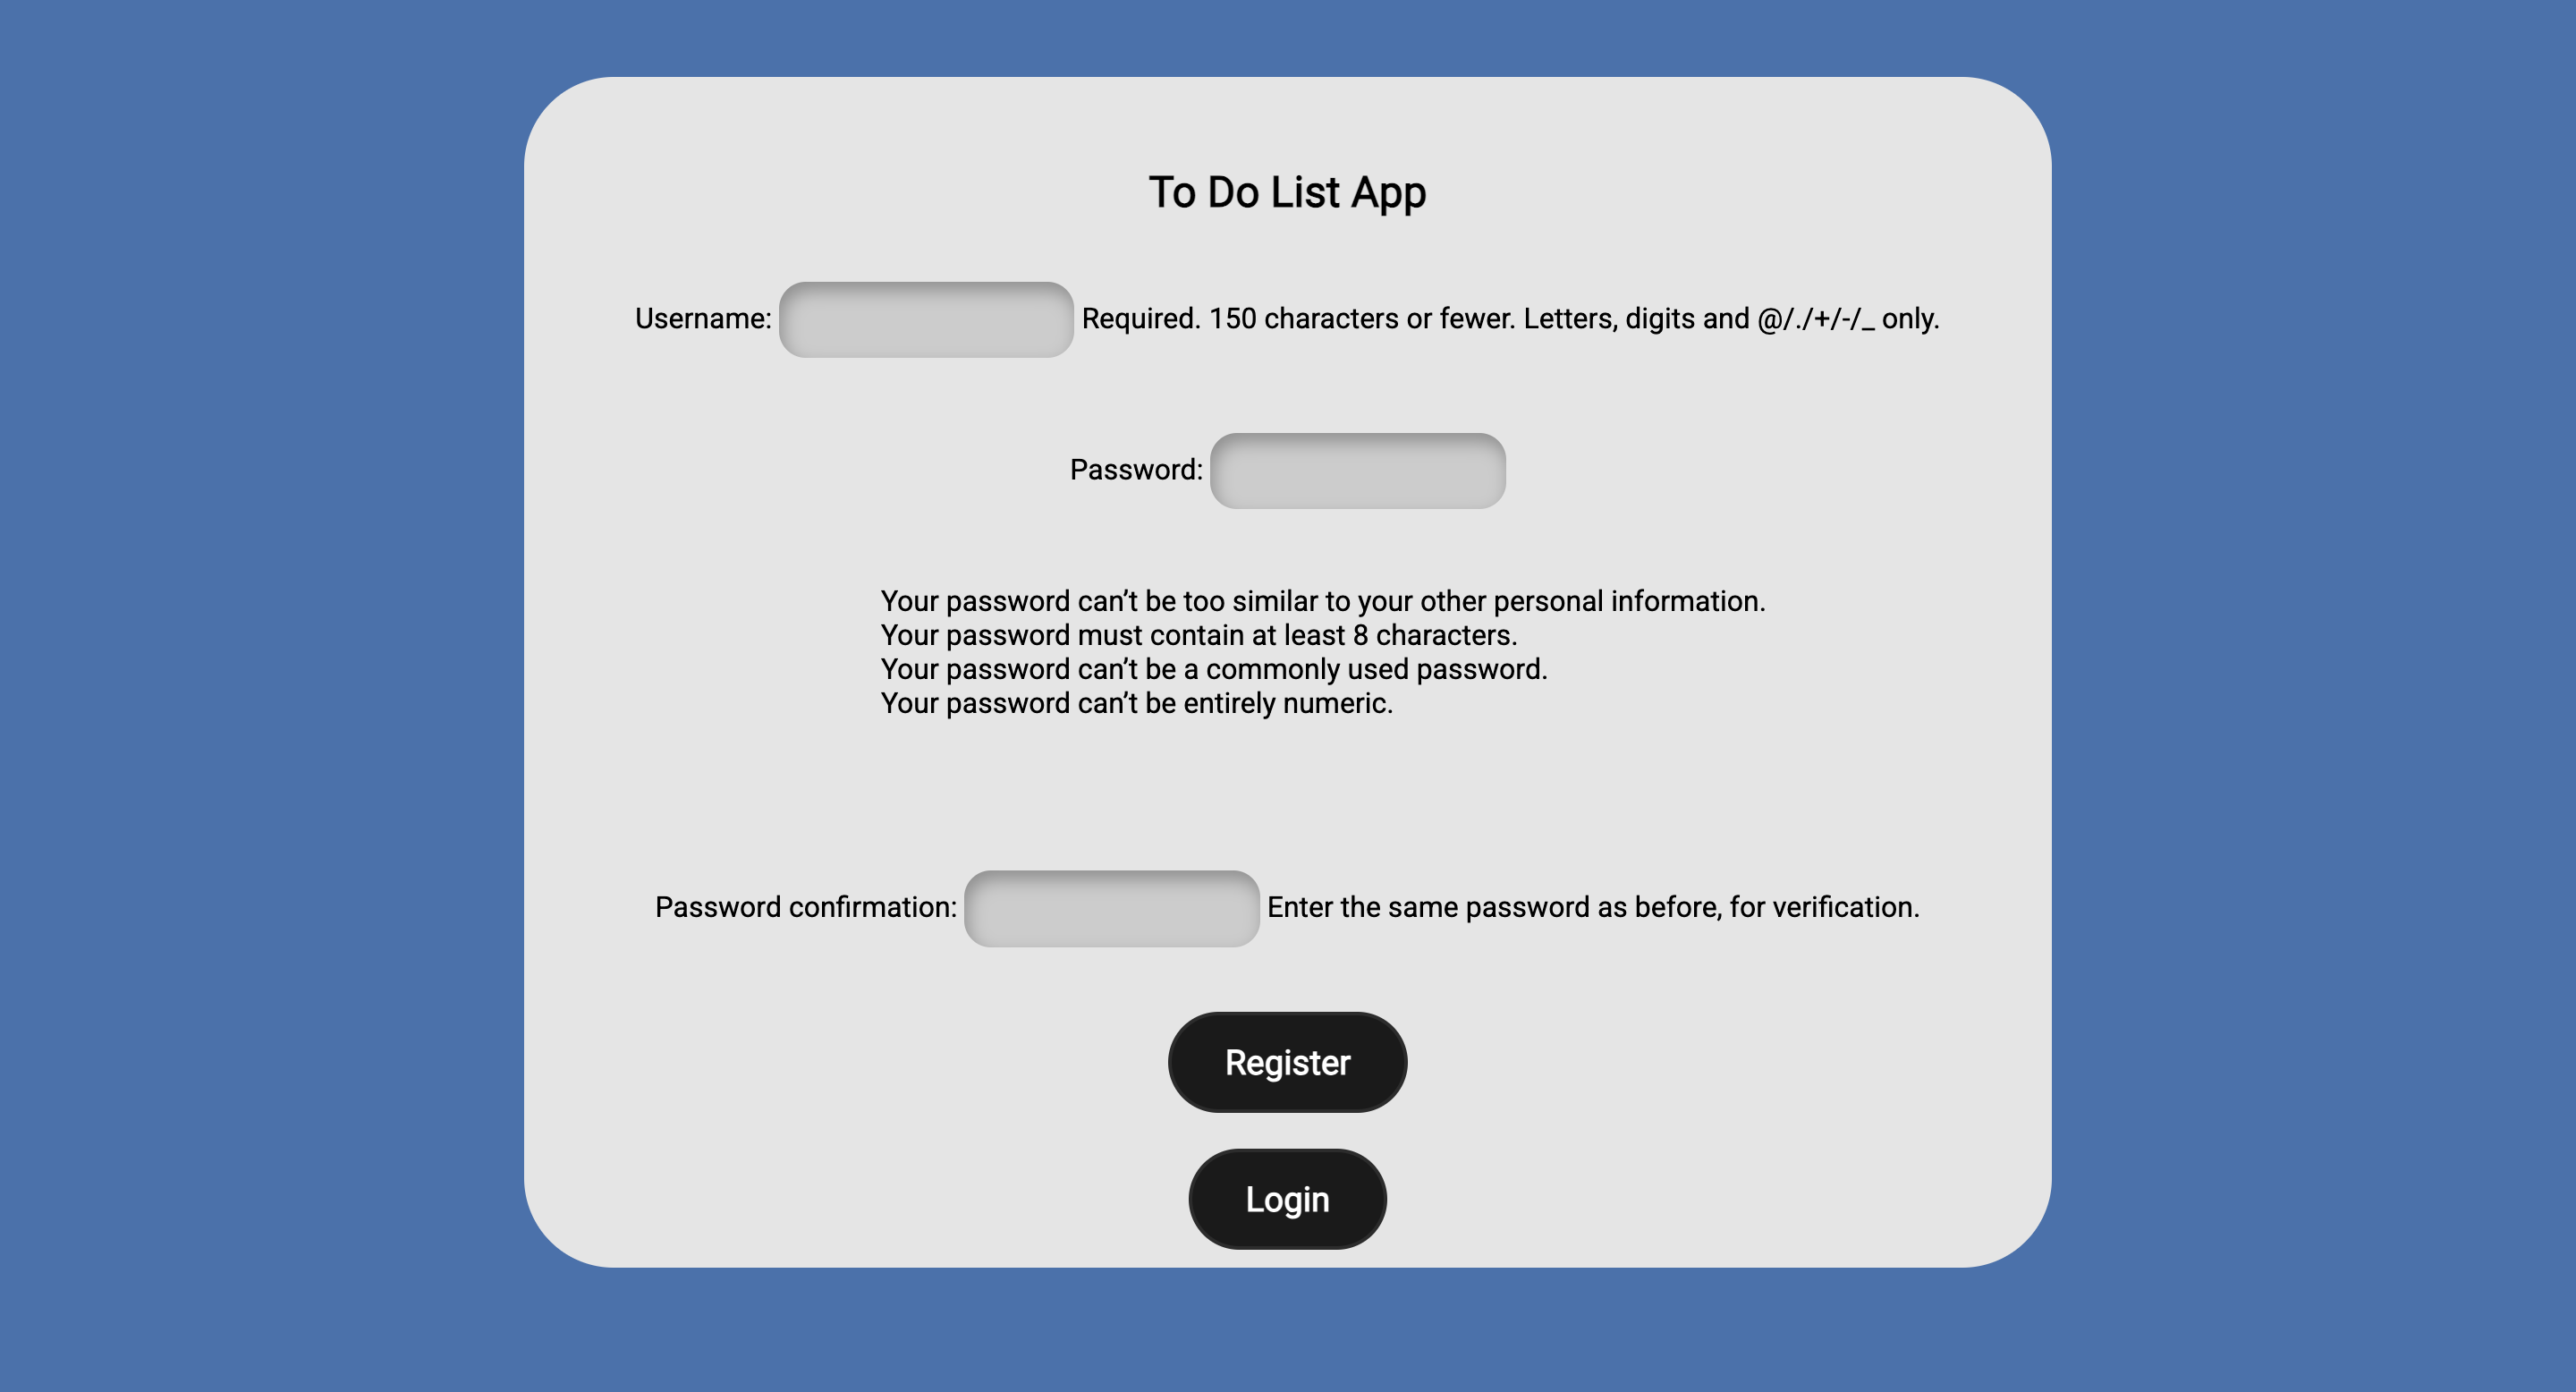 To Do List App
Username: Required. 150 characters or fewer. Letters, digits and @/./+/-/_ only.
Password:
Your password can’t be too similar to your other personal information.
Your password must contain at least 8 characters.
Your password can’t be a commonly used password.
Your password can’t be entirely numeric.
Password confirmation: Enter the same password as before, for verification.
Register
Login